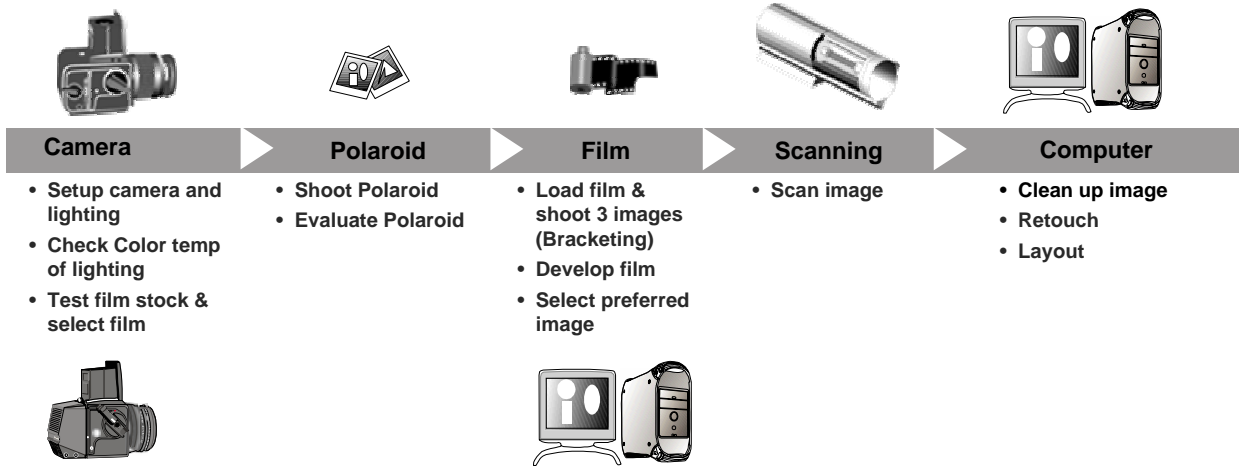 Camera
Polaroid
Film
Scanning
Computer
• Setup camera and
lighting
• Check Color temp
of lighting
• Test film stock &
select film
• Shoot Polaroid
• Evaluate Polaroid
• Load film &
shoot 3 images
(Bracketing)
• Develop film
• Select preferred
image
• Scan image
• Clean up image
• Retouch
• Layout